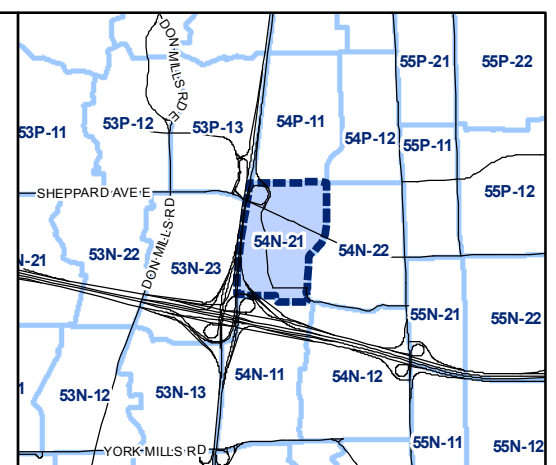 DON MILLS RD E
55P-21
55P-22
53P-11
53P-12
53P-13
54P-11
54P-12
55P-11
SHEPPARD AVE E
55P-12
DON MILLS RD
N-21
53N-22
53N-23
54N-21
54N-22
55N-21
55N-22
1
53N-12
53N-13
54N-11
54N-12
YORK MILLS RD
55N-11
55N-12